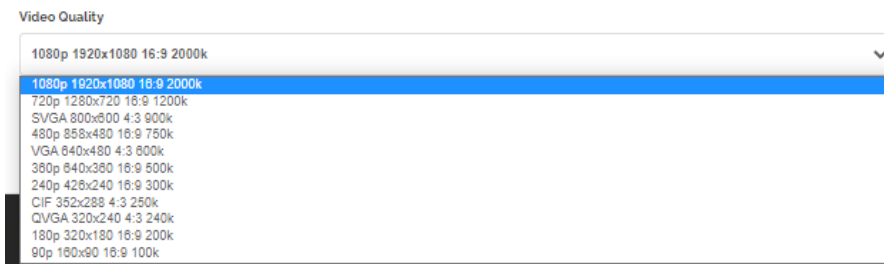 Video Quality
1080p 1920x1080 16:9 2000k
1080p 1920x1080 16:9 2000k
720p 1280x720 16:9 1200k
SVGA 800x600 4:3 900k
480p 858x480 16:9 750k
VGA 640x480 4:3 600k
360p 640x360 16:9 500k
240p 426x240 16:9 300k
CIF 352x288 4:3 250k
QVGA 320x240 4:3 240k
180p 320x180 16:9 200k
90p 160x90 16:9 100k